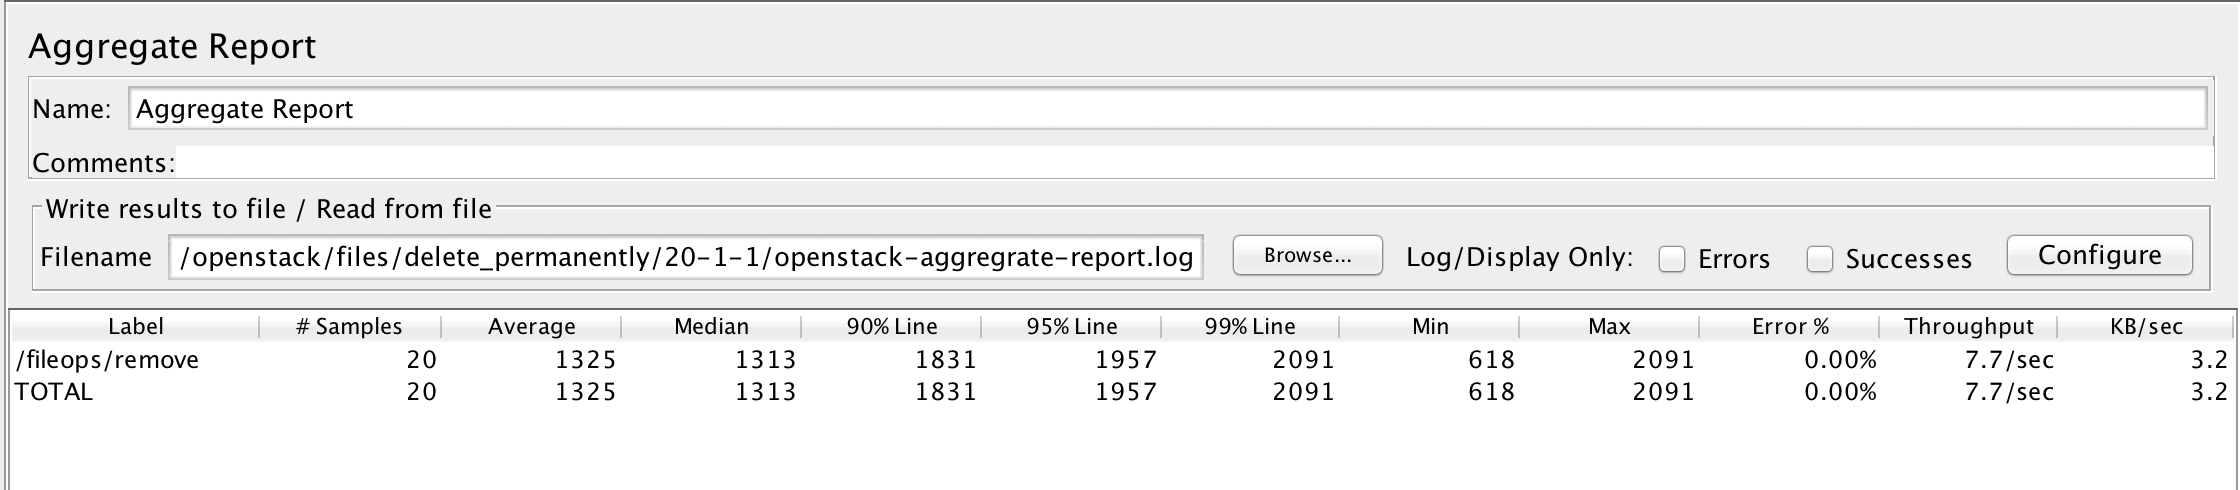 Aggregate Report
Name: Aggregate Report
Comments:
Write results to file / Read from file
Filename /openstack/files/delete_permanently/20-1-1/openstack-aggregrate-report.log Browse... Log/Display Only: Errors Successes Configure
Label # Samples Average Median 90% Line 95% Line 99% Line Min Max Error % Throughput KB/sec
/fileops/remove 20 1325 1313 1831 1957 2091 618 2091 0.00% 7.7/sec 3.2
TOTAL 20 1325 1313 1831 1957 2091 618 2091 0.00% 7.7/sec 3.2